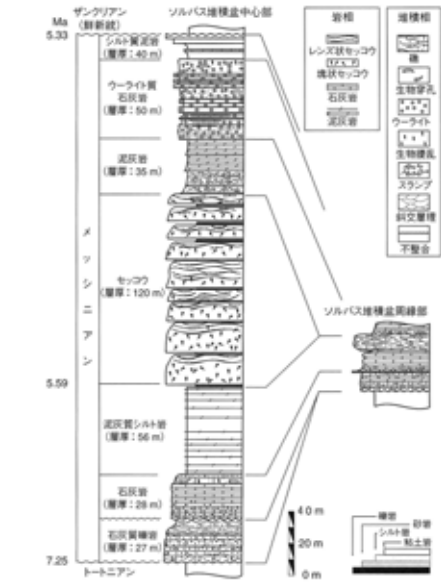 Ma
ザンクリアン
(鮮新統)
ソルバス堆積盆中心部
5.33
シルト質泥岩
(層厚：40 m)
ウーライト質
石灰岩
(層厚：50 m)
泥灰岩
(層厚：35 m)
メッシニアン
セッコウ
(層厚：120 m)
5.59
泥灰質シルト岩
(層厚：56 m)
石灰岩
(層厚：28 m)
石灰質礫岩
(層厚：27 m)
7.25
トートニアン
岩相
レンズ状セッコウ
塊状セッコウ
石灰岩
泥灰岩
堆積相
礁
生物穿孔
ウーライト
生物擾乱
スランプ
斜交層理
不整合
ソルバス堆積盆周縁部
40 m
20 m
0 m
礫岩
砂岩
シルト岩
粘土岩